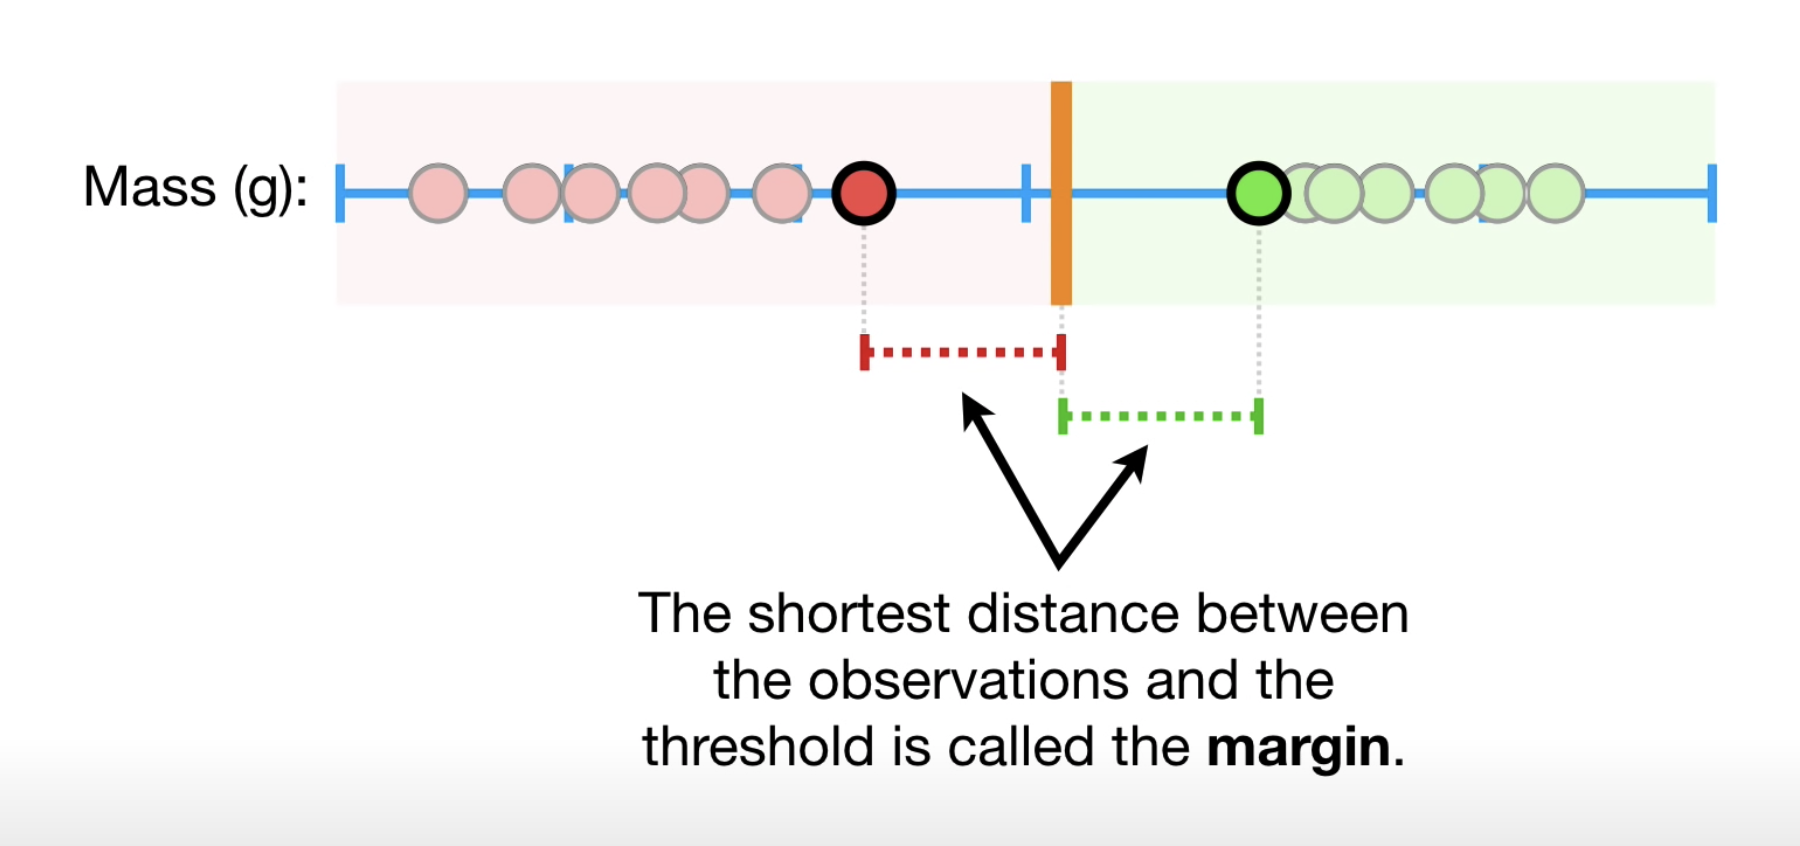 Mass (g):
The shortest distance between
the observations and the
threshold is called the margin.